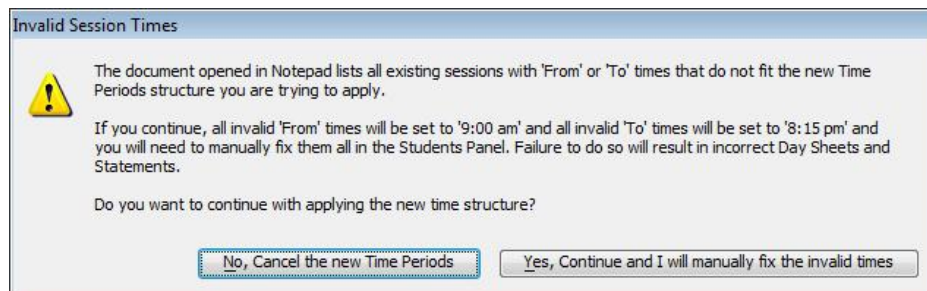 Invalid Session Times
The document opened in Notepad lists all existing sessions with 'From' or 'To' times that do not fit the new Time
Periods structure you are trying to apply.
If you continue, all invalid 'From' times will be set to '9:00 am' and all invalid 'To' times will be set to '8:15 pm' and
you will need to manually fix them all in the Students Panel. Failure to do so will result in incorrect Day Sheets and
Statements.
Do you want to continue with applying the new time structure?
No, Cancel the new Time Periods
Yes, Continue and I will manually fix the invalid times